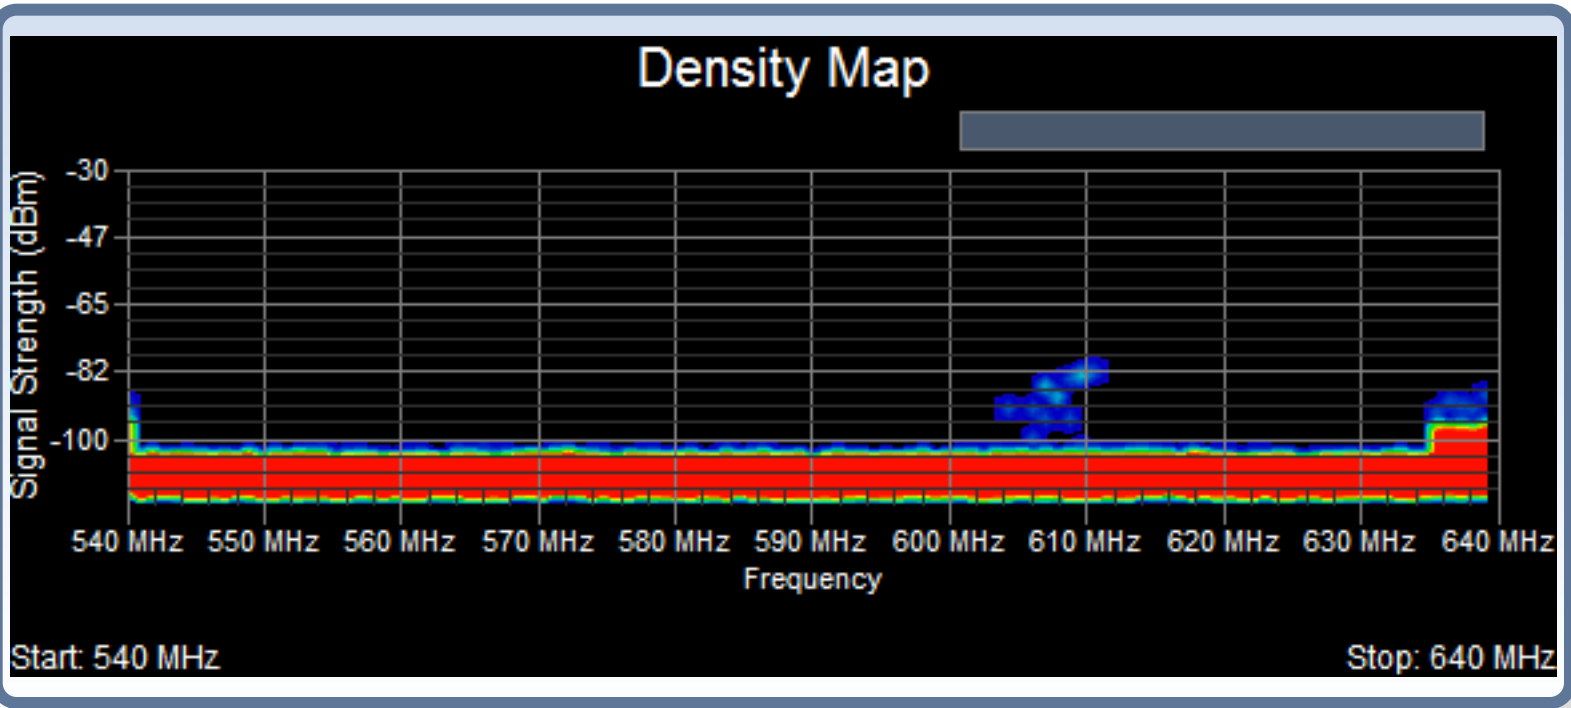 Density Map
Signal Strength (dBm)
-30
-47
-65
-82
-100
540 MHz 550 MHz 560 MHz 570 MHz 580 MHz 590 MHz 600 MHz 610 MHz 620 MHz 630 MHz 640 MHz
Frequency
Start: 540 MHz Stop: 640 MHz